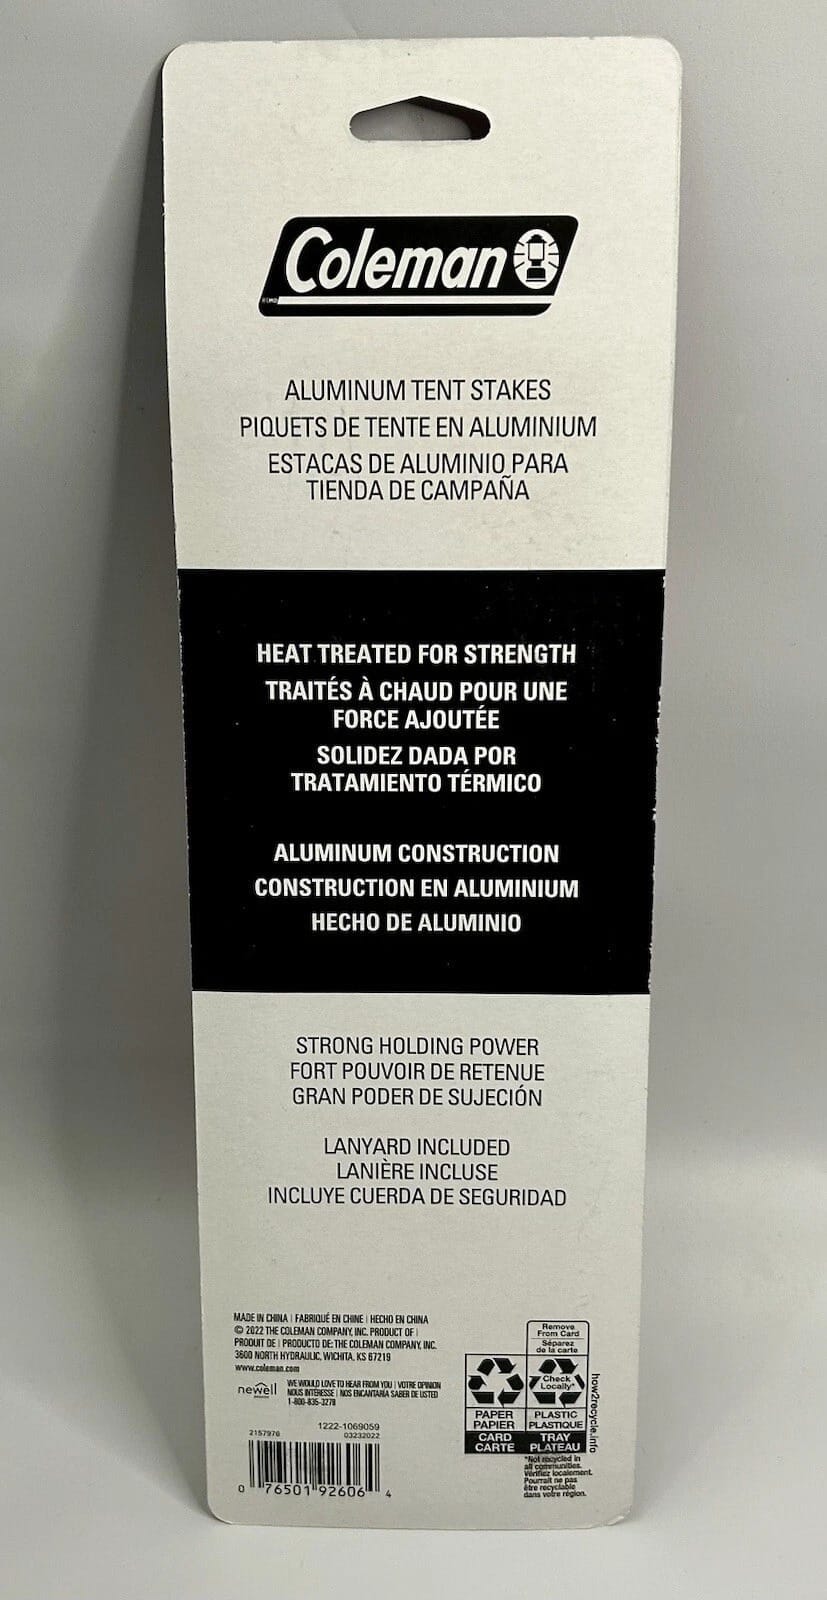 Coleman
ALUMINUM TENT STAKES
PIQUETS DE TENTE EN ALUMINIUM
ESTACAS DE ALUMINIO PARA
TIENDA DE CAMPAÑA
HEAT TREATED FOR STRENGTH
TRAITÉS À CHAUD POUR UNE
FORCE AJOUTÉE
SOLIDEZ DADA POR
TRATAMIENTO TÉRMICO
ALUMINUM CONSTRUCTION
CONSTRUCTION EN ALUMINIUM
HECHO DE ALUMINIO
STRONG HOLDING POWER
FORT POUVOIR DE RETENUE
GRAN PODER DE SUJECIÓN
LANYARD INCLUDED
LANIÈRE INCLUSE
INCLUYE CUERDA DE SEGURIDAD
MADE IN CHINA | FABRIQUÉ EN CHINE | HECHO EN CHINA
© 2022 THE COLEMAN COMPANY, INC. PRODUCT OF |
PRODUIT DE | PRODUCTO DE: THE COLEMAN COMPANY, INC.
3600 NORTH HYDRAULIC, WICHITA, KS 67219
www.coleman.com
newell
WE WOULD LOVE TO HEAR FROM YOU | VOTRE OPINION
NOUS INTÉRESSE | NOS ENCANTARÍA SABER DE USTED
1-800-835-3278
1222-1069059
2157976 03232022
0 76501 92606 4
Remove
From Card
Séparez
de la carte
Check
Locally*
PAPER
PAPIER
CARD
CARTE
PLASTIC
PLASTIQUE
TRAY
PLATEAU
how2recycle.info
*Not recycled in
all communities.
Vérifiez localement.
Pourrait ne pas
être recyclable
dans votre région.